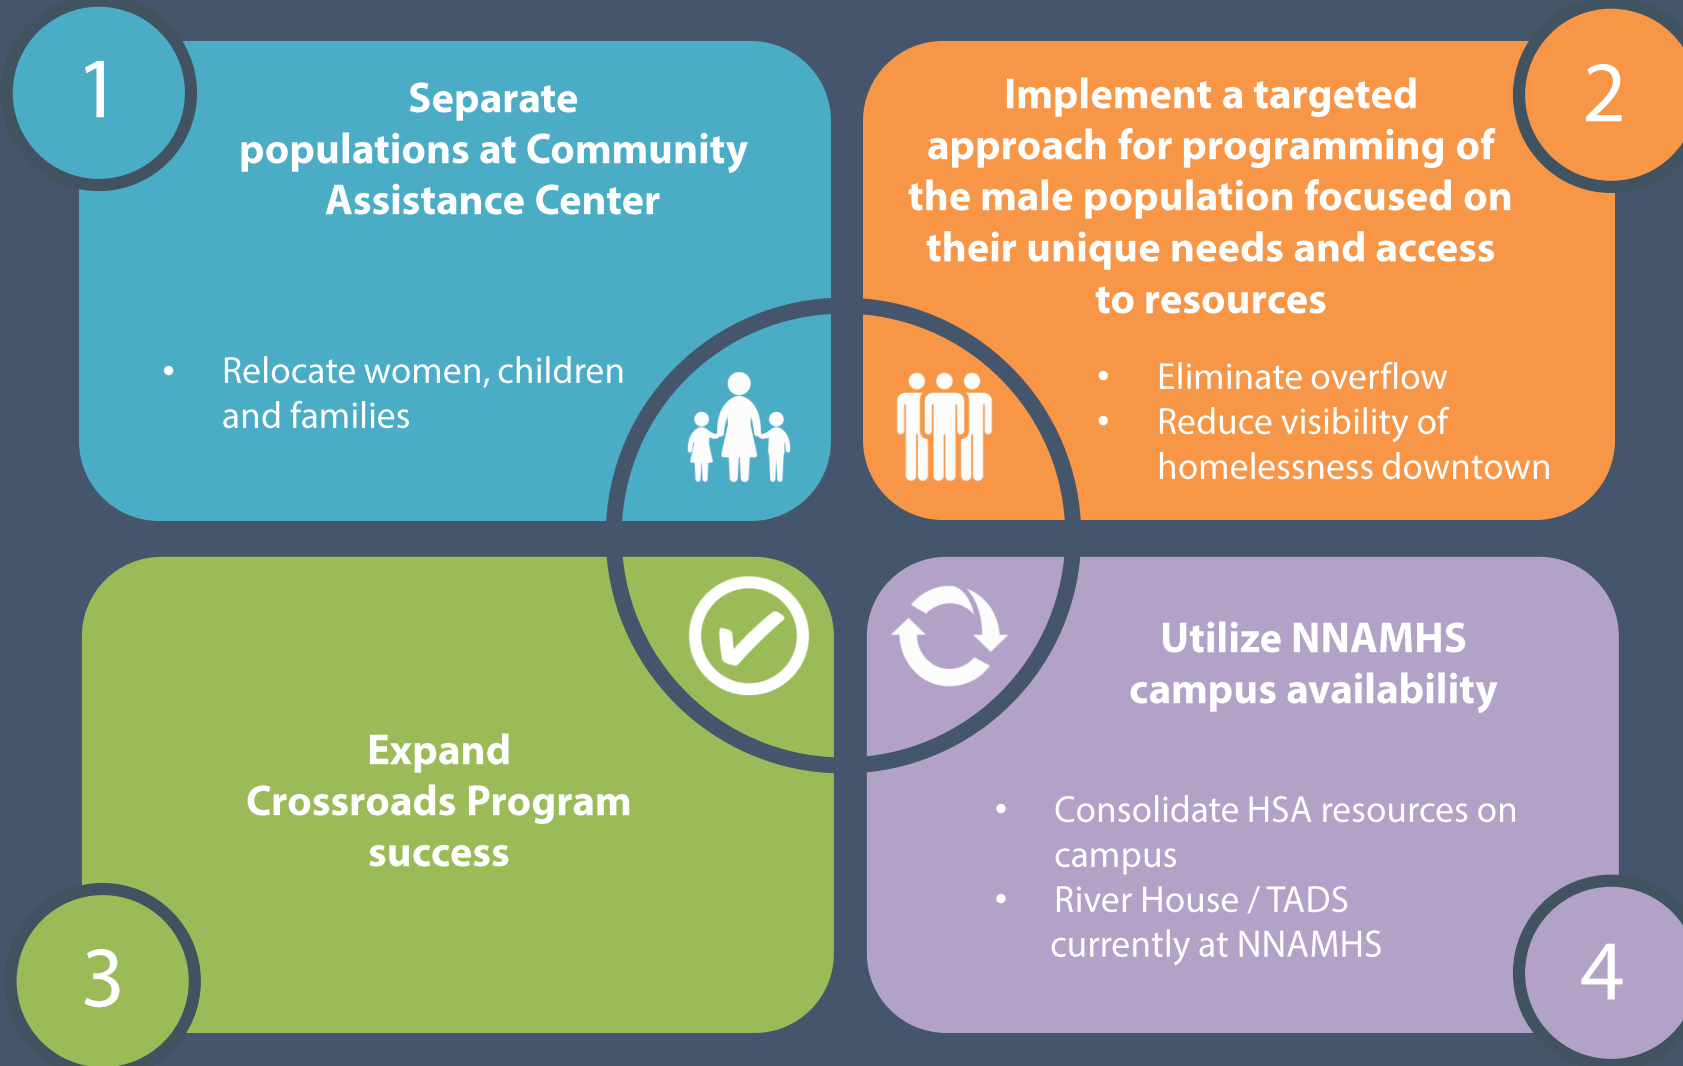 1
Separate
populations at Community
Assistance Center
• Relocate women, children
and families
2
Implement a targeted
approach for programming of
the male population focused on
their unique needs and access
to resources
• Eliminate overflow
• Reduce visibility of
homelessness downtown
3
Expand
Crossroads Program
success
4
Utilize NNAMHS
campus availability
• Consolidate HSA resources on
campus
• River House / TADS
currently at NNAMHS